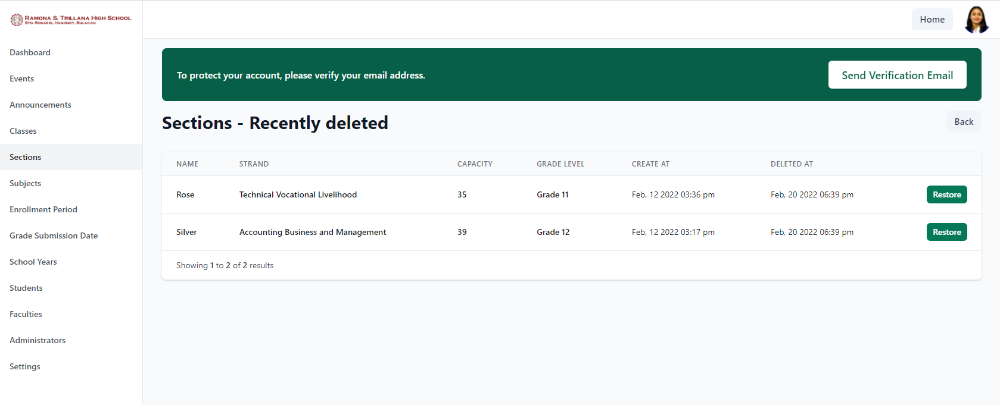 RAMONA S. TRILLANA HIGH SCHOOL
STO. ROSARIO, HAGONOY, BULACAN
Home
Dashboard
Events
Announcements
Classes
Sections
Subjects
Enrollment Period
Grade Submission Date
School Years
Students
Faculties
Administrators
Settings
To protect your account, please verify your email address.
Send Verification Email
Sections - Recently deleted
Back
NAME STRAND CAPACITY GRADE LEVEL CREATE AT DELETED AT
Rose Technical Vocational Livelihood 35 Grade 11 Feb, 12 2022 03:36 pm Feb, 20 2022 06:39 pm Restore
Silver Accounting Business and Management 39 Grade 12 Feb, 12 2022 03:17 pm Feb, 20 2022 06:39 pm Restore
Showing 1 to 2 of 2 results